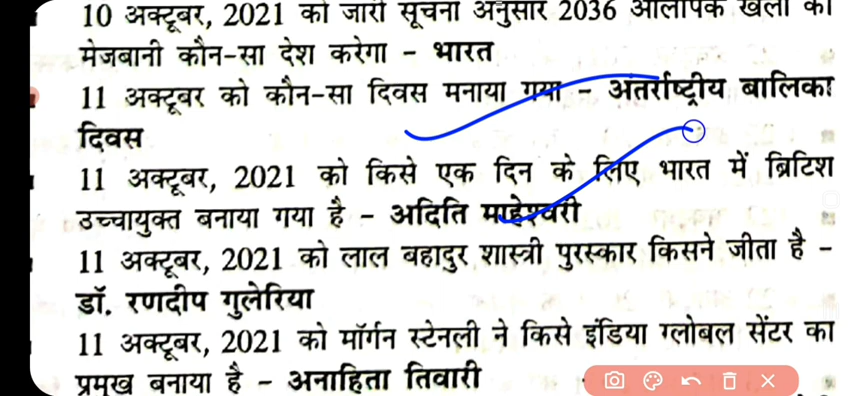 10 अक्टूबर, 2021 को जारी सूचना अनुसार 2036 ओलंपिक खेलों की
मेजबानी कौन-सा देश करेगा – भारत
11 अक्टूबर को कौन-सा दिवस मनाया गया – अंतर्राष्ट्रीय बालिका
दिवस
11 अक्टूबर, 2021 को किसे एक दिन के लिए भारत में ब्रिटिश
उच्चायुक्त बनाया गया है – अदिति माहेश्वरी
11 अक्टूबर, 2021 को लाल बहादुर शास्त्री पुरस्कार किसने जीता है –
डॉ. रणदीप गुलेरिया
11 अक्टूबर, 2021 को मॉर्गन स्टेनली ने किसे इंडिया ग्लोबल सेंटर का
प्रमुख बनाया है – अनाहिता तिवारी